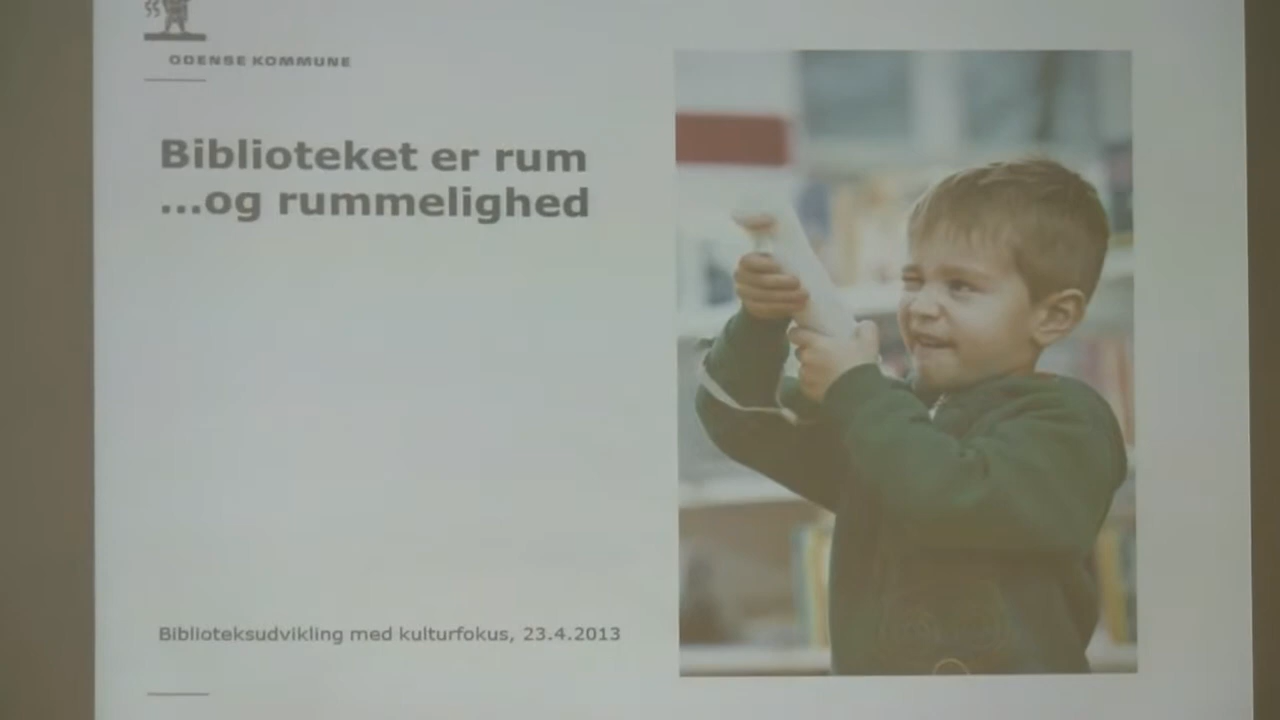 ODENSE KOMMUNE
Biblioteket er rum
...og rummelighed
Biblioteksudvikling med kulturfokus, 23.4.2013